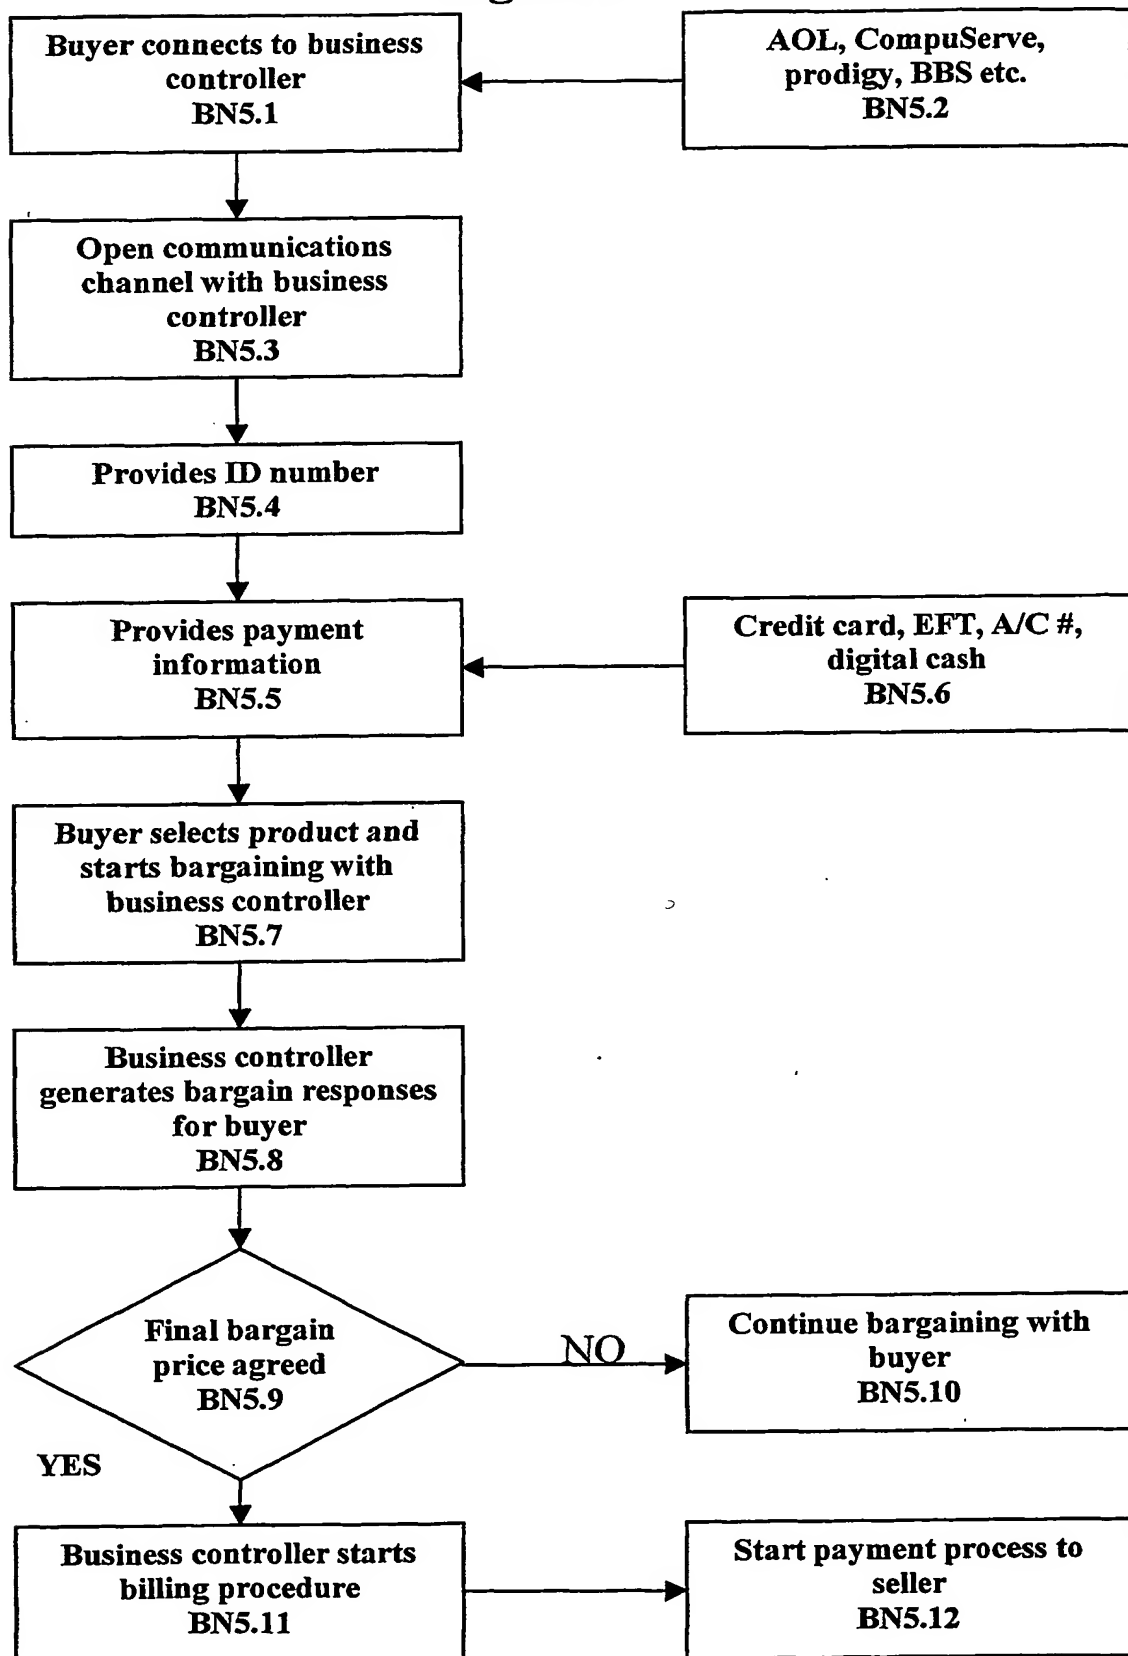 Buyer connects to business
controller
BN5.1
AOL, CompuServe,
prodigy, BBS etc.
BN5.2
Open communications
channel with business
controller
BN5.3
Provides ID number
BN5.4
Provides payment
information
BN5.5
Credit card, EFT, A/C #,
digital cash
BN5.6
Buyer selects product and
starts bargaining with
business controller
BN5.7
Business controller
generates bargain responses
for buyer
BN5.8
Final bargain
price agreed
BN5.9
NO
Continue bargaining with
buyer
BN5.10
YES
Business controller starts
billing procedure
BN5.11
Start payment process to
seller
BN5.12